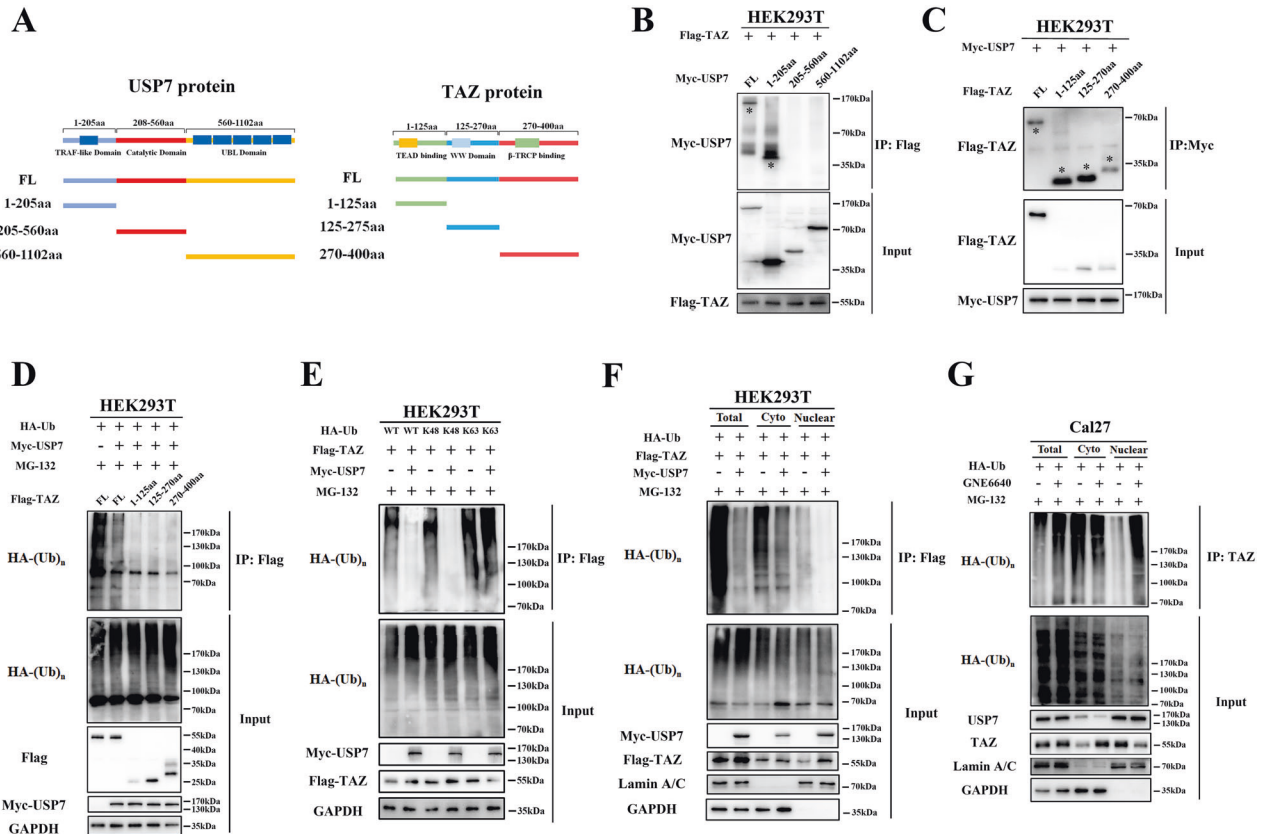 A
USP7 protein
1-205aa 208-560aa 560-1102aa
TRAF-like Domain Catalytic Domain UBL Domain
FL
1-205aa
205-560aa
560-1102aa
TAZ protein
1-125aa 125-270aa 270-400aa
TEAD binding WW Domain β-TRCP binding
FL
1-125aa
125-275aa
270-400aa
B
HEK293T
Flag-TAZ + + + +
Myc-USP7 FL 1-205aa 205-560aa 560-1102aa
Myc-USP7 * * 170kDa 70kDa 35kDa IP: Flag
Myc-USP7 170kDa 70kDa 35kDa Input
Flag-TAZ 55kDa
C
HEK293T
Myc-USP7 + + + +
Flag-TAZ FL 1-125aa 125-270aa 270-400aa
Flag-TAZ * * * * 70kDa 35kDa IP:Myc
Flag-TAZ 70kDa 35kDa Input
Myc-USP7 170kDa
D
HEK293T
HA-Ub + + + + +
Myc-USP7 - + + + +
MG-132 + + + + +
Flag-TAZ FL FL 1-125aa 125-270aa 270-400aa
HA-(Ub)n 170kDa 130kDa 100kDa 70kDa IP: Flag
HA-(Ub)n 170kDa 130kDa 100kDa 70kDa Input
Flag 55kDa 40kDa 35kDa 25kDa
Myc-USP7 170kDa 130kDa
GAPDH 35kDa
E
HEK293T
HA-Ub WT WT K48 K48 K63 K63
Flag-TAZ + + + + + +
Myc-USP7 - + - + - +
MG-132 + + + + + +
HA-(Ub)n 170kDa 130kDa 100kDa 70kDa IP: Flag
HA-(Ub)n 170kDa 130kDa 100kDa 70kDa Input
Myc-USP7 170kDa 130kDa
Flag-TAZ 55kDa
GAPDH 35kDa
F
HEK293T
Total Cyto Nuclear
HA-Ub + + + + + +
Flag-TAZ + + + + + +
Myc-USP7 - + - + - +
MG-132 + + + + + +
HA-(Ub)n 170kDa 130kDa 100kDa 70kDa IP: Flag
HA-(Ub)n 170kDa 130kDa 100kDa 70kDa Input
Myc-USP7 170kDa 130kDa
Flag-TAZ 55kDa
Lamin A/C 70kDa
GAPDH 35kDa
G
Cal27
Total Cyto Nuclear
HA-Ub + + + + + +
GNE6640 - + - + - +
MG-132 + + + + + +
HA-(Ub)n 170kDa 130kDa 100kDa 70kDa IP: TAZ
HA-(Ub)n 170kDa 130kDa 100kDa 70kDa Input
USP7 170kDa 130kDa
TAZ 55kDa
Lamin A/C 70kDa
GAPDH 35kDa